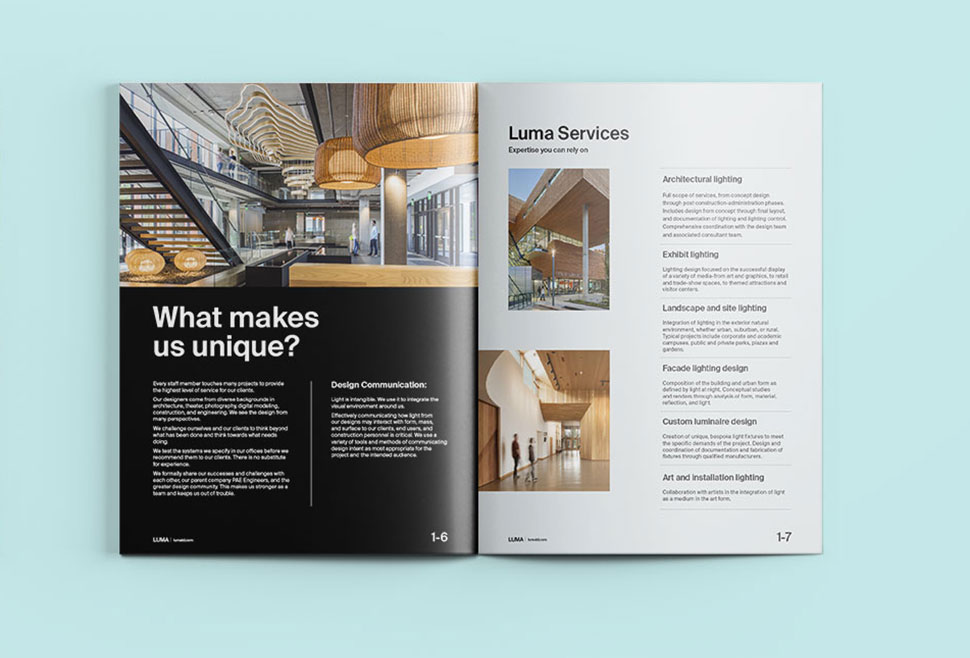 What makes
us unique?
Every staff member touches many projects to provide
the highest level of service for our clients.
Our designers come from diverse backgrounds in
architecture, theater, photography, digital modeling,
construction, and engineering. We see the design from
many perspectives.
We challenge ourselves and our clients to think beyond
what has been done and think towards what needs
doing.
We test the systems we specify in our offices before we
recommend them to our clients. There is no substitute
for experience.
We formally share our successes and challenges with
each other, our parent company PAE Engineers, and the
greater design community. This makes us stronger as a
team and keeps us out of trouble.
Design Communication:
Light is intangible. We use it to integrate the
visual environment around us.
Effectively communicating how light from
our designs may interact with form, mass,
and surface to our clients, end users, and
construction personnel is critical. We use a
variety of tools and methods of communicating
design intent as most appropriate for the
project and the intended audience.
LUMA | lumald.com
1-6
Luma Services
Expertise you can rely on
Architectural lighting
Full scope of services, from concept design
through post construction-administration phases.
Includes design from concept through final layout,
and documentation of lighting and lighting control.
Comprehensive coordination with the design team
and associated consultant team.
Exhibit lighting
Lighting design focused on the successful display
of a variety of media-from art and graphics, to retail
and trade-show spaces, to themed attractions and
visitor centers.
Landscape and site lighting
Integration of lighting in the exterior natural
environment, whether urban, suburban, or rural.
Typical projects include corporate and academic
campuses, public and private parks, plazas and
gardens.
Facade lighting design
Composition of the building and urban form as
defined by light at night. Conceptual studies
and renders through analysis of form, material,
reflection, and light.
Custom luminaire design
Creation of unique, bespoke light fixtures to meet
the specific demands of the project. Design and
coordination of documentation and fabrication of
fixtures through qualified manufacturers.
Art and installation lighting
Collaboration with artists in the integration of light
as a medium in the art form.
LUMA | lumald.com
1-7